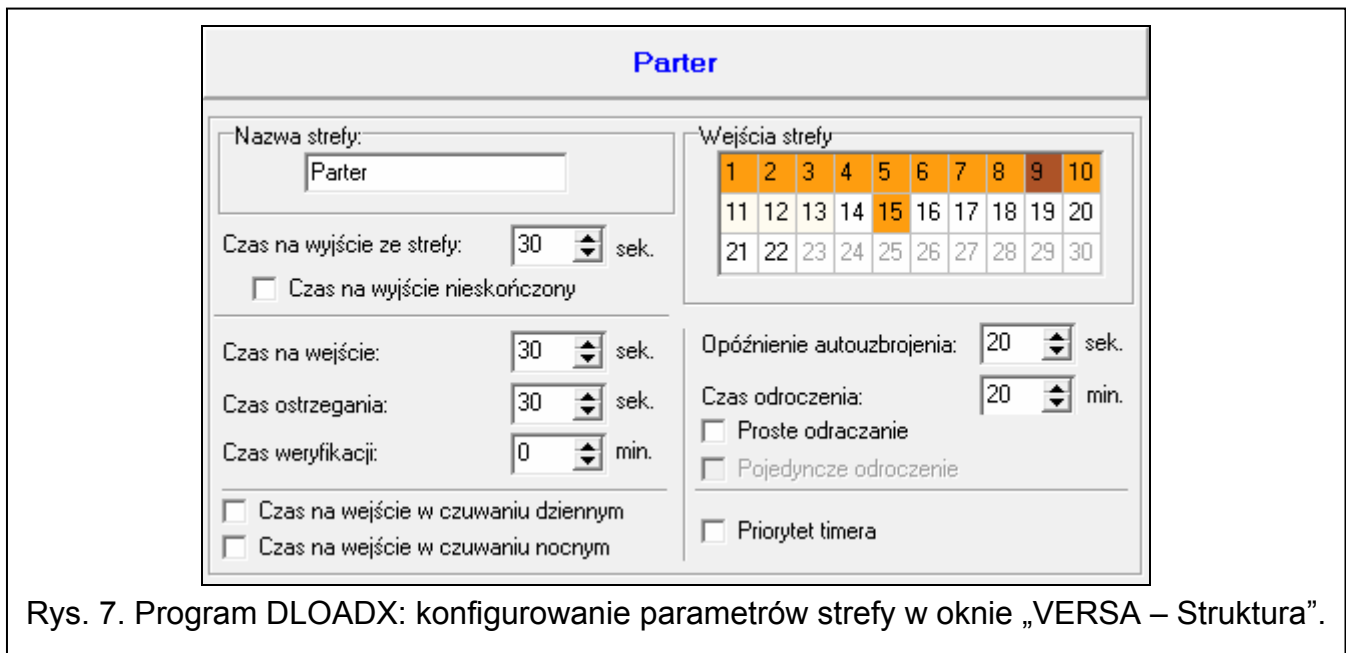 Parter
Nazwa strefy:
Parter
Czas na wyjście ze strefy: 30 sek.
Czas na wyjście nieskończony
Wejścia strefy
1 2 3 4 5 6 7 8 9 10
11 12 13 14 15 16 17 18 19 20
21 22 23 24 25 26 27 28 29 30
Czas na wejście: 30 sek.
Czas ostrzegania: 30 sek.
Czas weryfikacji: 0 min.
Opóźnienie autouzbrojenia: 20 sek.
Czas odroczenia: 20 min.
Proste odraczanie
Pojedyncze odroczenie
Czas na wejście w czuwaniu dziennym
Czas na wejście w czuwaniu nocnym
Priorytet timera
Rys. 7. Program DLOADX: konfigurowanie parametrów strefy w oknie „VERSA – Struktura”.